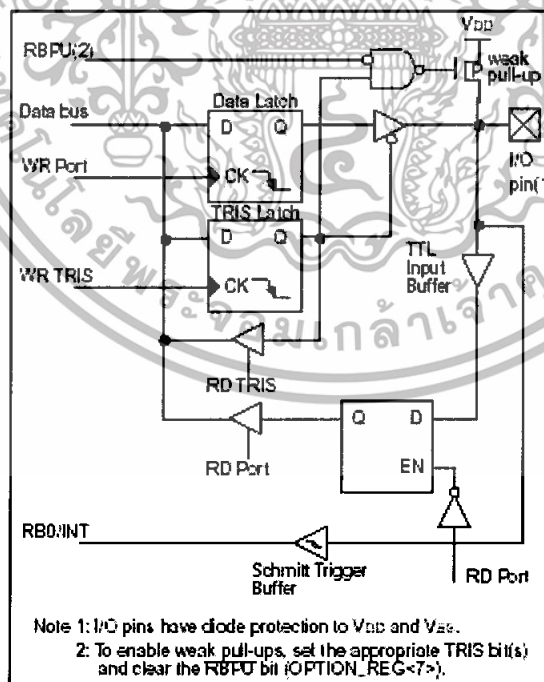 VDD
RBPU(2)
weak
pull-up
Data bus
Data Latch
D Q
I/O
pin(1
WR Port
CK
TRIS Latch
D Q
TTL
Input
Buffer
WR TRIS
CK
RD TRIS
Q D
RD Port
EN
RB0/INT
Schmitt Trigger
Buffer
RD Port
Note 1: I/O pins have diode protection to VDD and VSS.
2: To enable weak pull-ups, set the appropriate TRIS bit(s)
and clear the RBPU bit (OPTION_REG<7>).